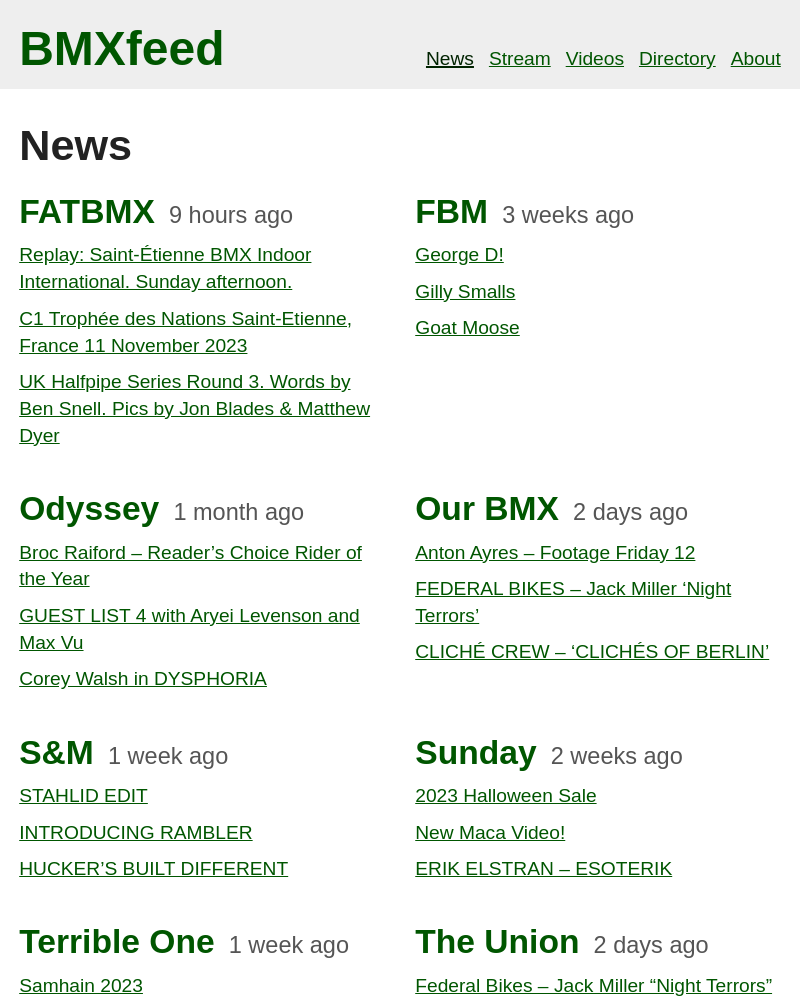 BMXfeed
News Stream Videos Directory About
News
FATBMX 9 hours ago
Replay: Saint-Étienne BMX Indoor
International. Sunday afternoon.
C1 Trophée des Nations Saint-Etienne,
France 11 November 2023
UK Halfpipe Series Round 3. Words by
Ben Snell. Pics by Jon Blades & Matthew
Dyer
FBM 3 weeks ago
George D!
Gilly Smalls
Goat Moose
Odyssey 1 month ago
Broc Raiford – Reader’s Choice Rider of
the Year
GUEST LIST 4 with Aryei Levenson and
Max Vu
Corey Walsh in DYSPHORIA
Our BMX 2 days ago
Anton Ayres – Footage Friday 12
FEDERAL BIKES – Jack Miller ‘Night
Terrors’
CLICHÉ CREW – ‘CLICHÉS OF BERLIN’
S&M 1 week ago
STAHLID EDIT
INTRODUCING RAMBLER
HUCKER’S BUILT DIFFERENT
Sunday 2 weeks ago
2023 Halloween Sale
New Maca Video!
ERIK ELSTRAN – ESOTERIK
Terrible One 1 week ago
Samhain 2023
The Union 2 days ago
Federal Bikes – Jack Miller “Night Terrors”